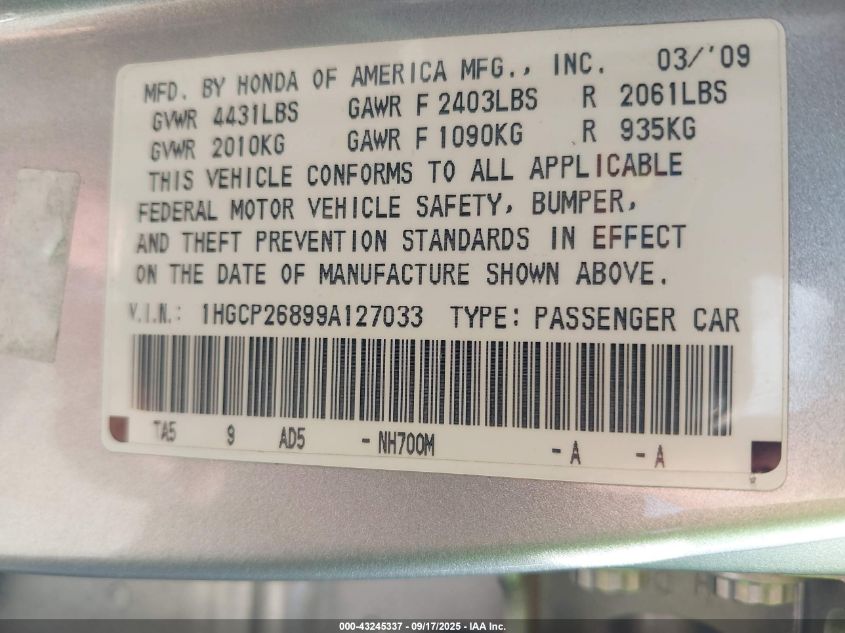 MFD. BY HONDA OF AMERICA MFG., INC. 03/'09
GVWR 4431LBS GAWR F 2403LBS R 2061LBS
GVWR 2010KG GAWR F 1090KG R 935KG
THIS VEHICLE CONFORMS TO ALL APPLICABLE
FEDERAL MOTOR VEHICLE SAFETY, BUMPER,
AND THEFT PREVENTION STANDARDS IN EFFECT
ON THE DATE OF MANUFACTURE SHOWN ABOVE.
V.I.N.: 1HGCP26899A127033 TYPE: PASSENGER CAR
TA5 9 AD5 - NH700M - A - A
000-43245337 - 09/17/2025 - IAA Inc.